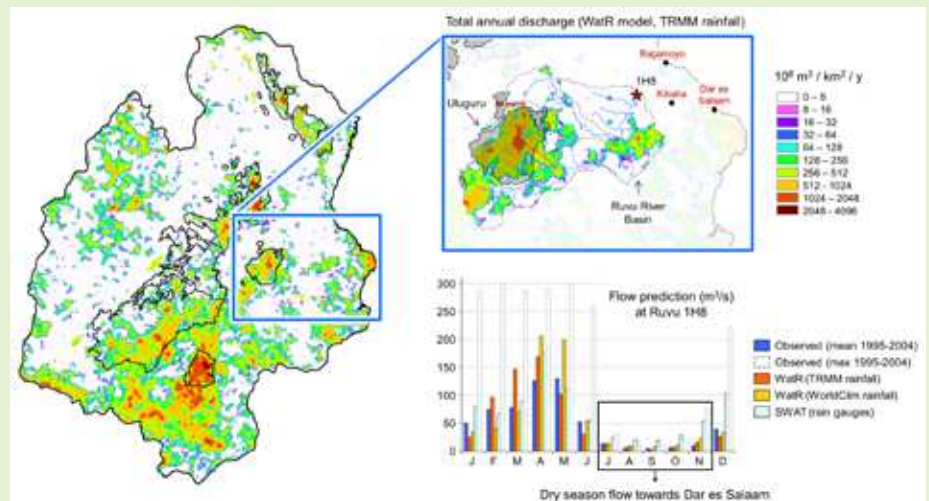 Total annual discharge (WatR model, TRMM rainfall)
Bagamoyo
1H8
Kibaha
Dar es
Salaam
Uluguru
Ruvu River
Basin
10⁶ m³ / km² / y
0 – 8
8 – 16
16 – 32
32 – 64
64 – 128
128 – 256
256 – 512
512 - 1024
1024 – 2048
2048 - 4096
Flow prediction (m³/s)
at Ruvu 1H8
300
250
200
150
100
50
0
J F M A M J J A S O N D
Observed (mean 1995-2004)
Observed (max 1995-2004)
WatR (TRMM rainfall)
WatR (WorldClim rainfall)
SWAT (rain gauges)
Dry season flow towards Dar es Salaam